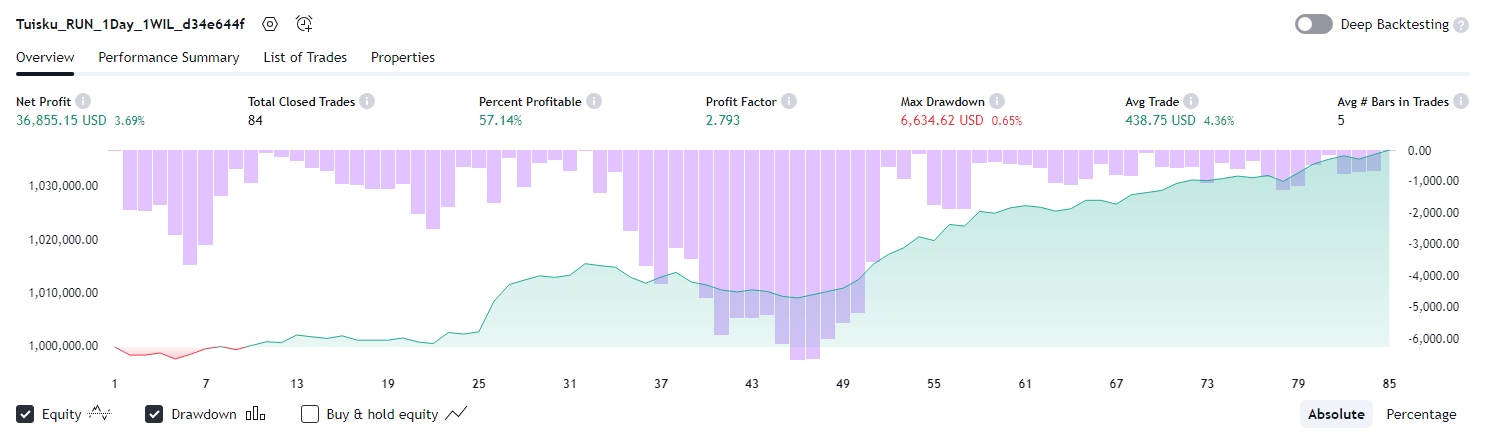 Tuisku_RUN_1Day_1WIL_d34e644f
Deep Backtesting ?
Overview Performance Summary List of Trades Properties
Net Profit Total Closed Trades Percent Profitable Profit Factor Max Drawdown Avg Trade Avg # Bars in Trades
36,855.15 USD 3.69% 84 57.14% 2.793 6,634.62 USD 0.65% 438.75 USD 4.36% 5
0.00
1,030,000.00 -1,000.00
-2,000.00
1,020,000.00 -3,000.00
-4,000.00
1,010,000.00 -5,000.00
1,000,000.00 -6,000.00
1 7 13 19 25 31 37 43 49 55 61 67 73 79 85
Equity Drawdown Buy & hold equity Absolute Percentage